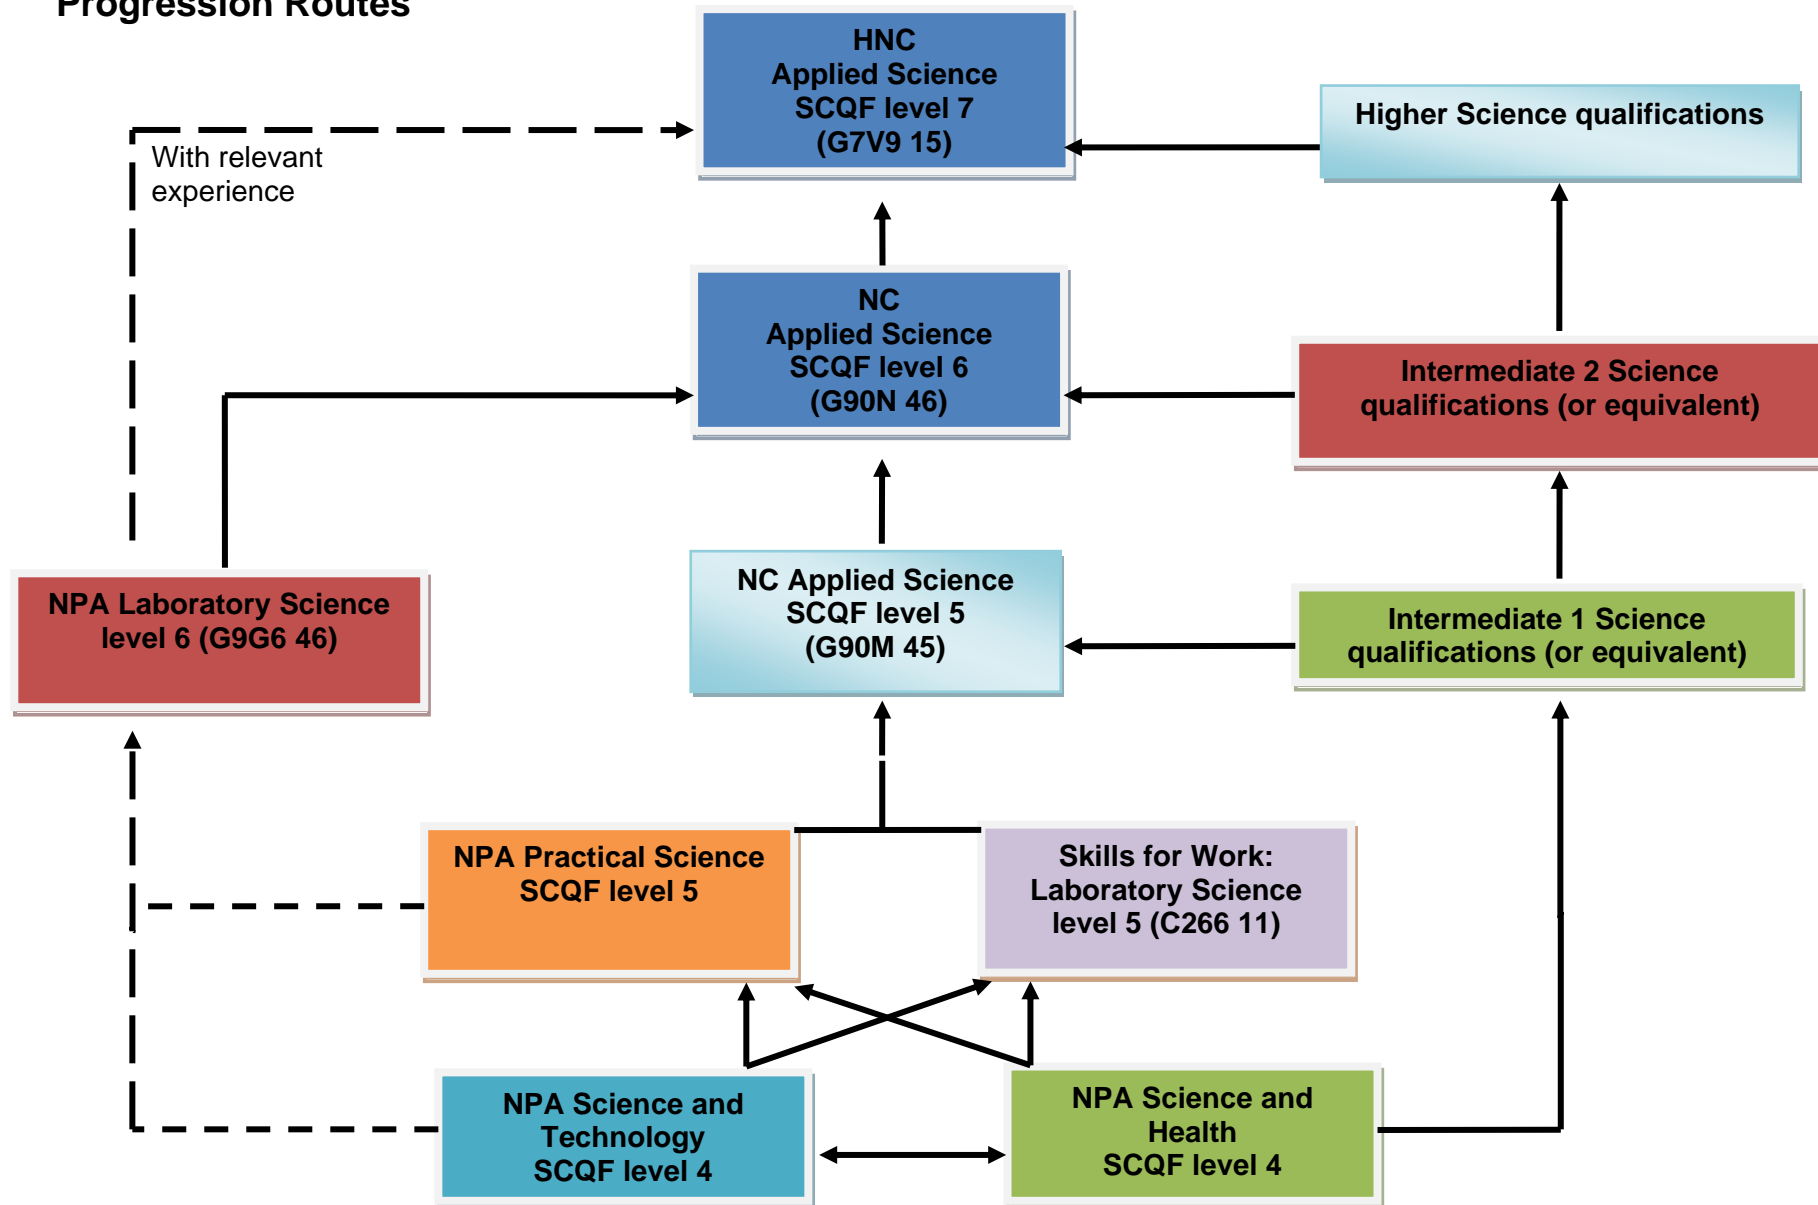 Progression Routes
HNC
Applied Science
SCQF level 7
(G7V9 15)
Higher Science qualifications
With relevant
experience
NC
Applied Science
SCQF level 6
(G90N 46)
Intermediate 2 Science
qualifications (or equivalent)
NPA Laboratory Science
level 6 (G9G6 46)
NC Applied Science
SCQF level 5
(G90M 45)
Intermediate 1 Science
qualifications (or equivalent)
NPA Practical Science
SCQF level 5
Skills for Work:
Laboratory Science
level 5 (C266 11)
NPA Science and
Technology
SCQF level 4
NPA Science and
Health
SCQF level 4